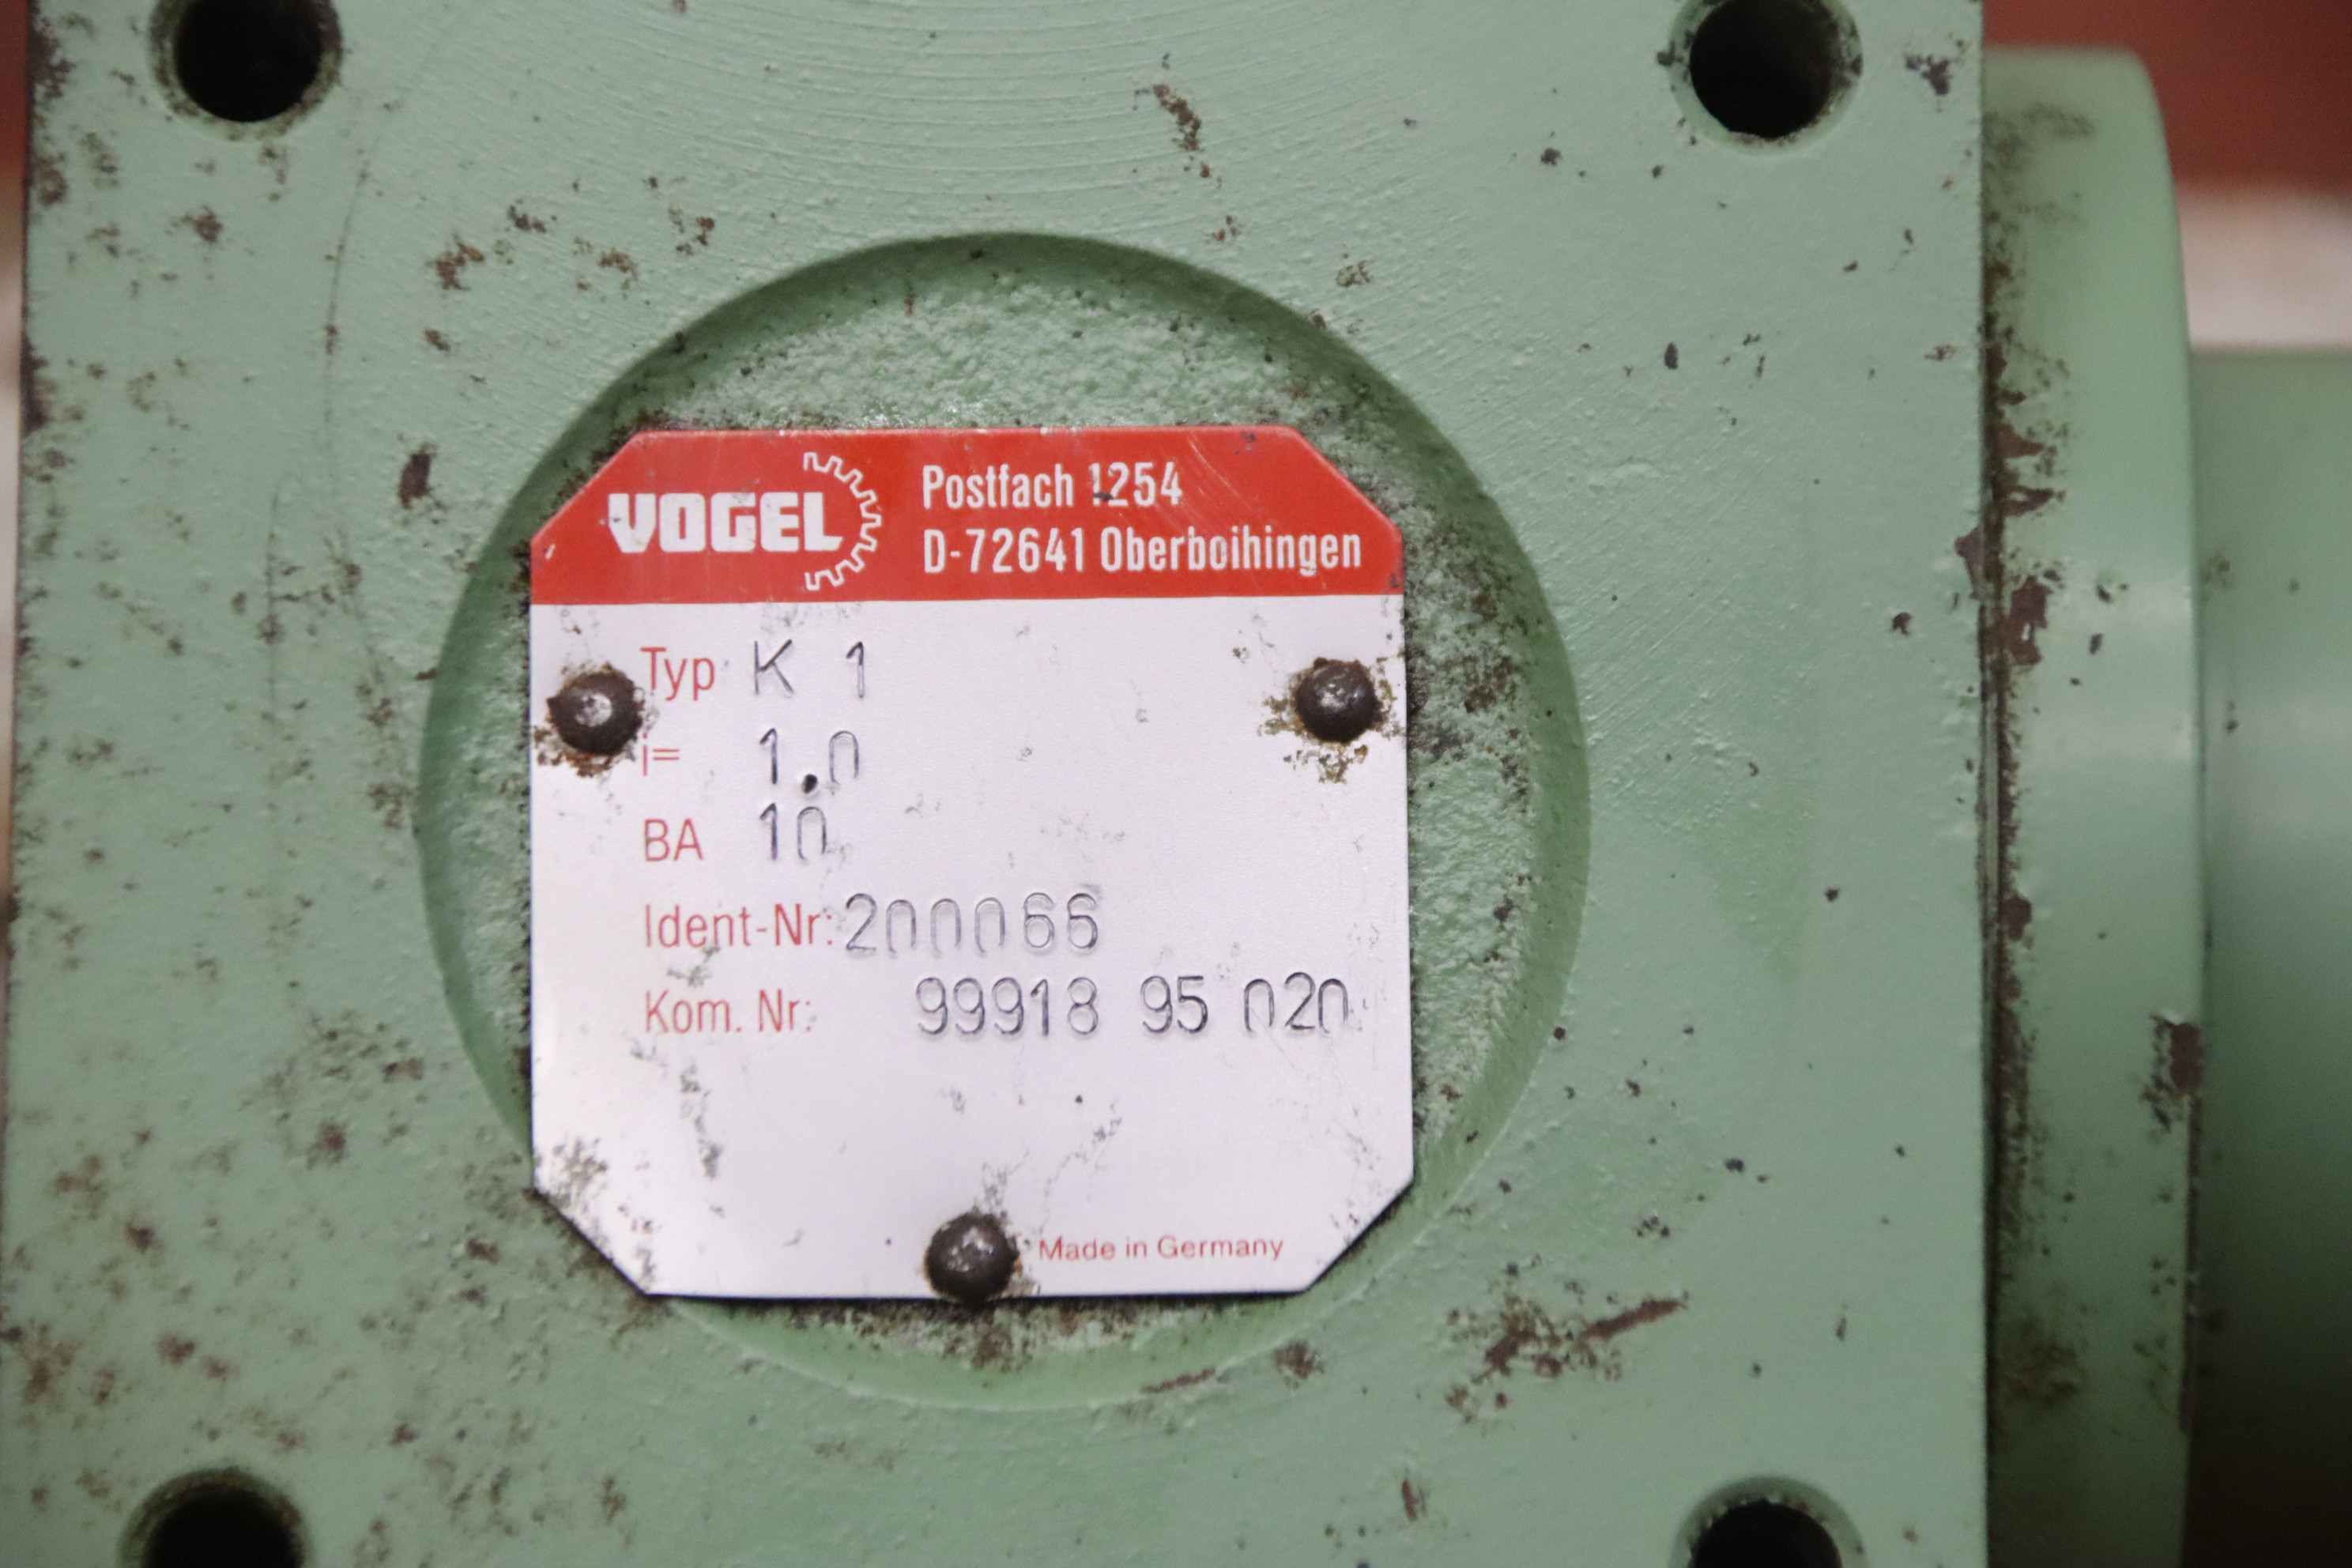 VOGEL
Postfach 1254
D-72641 Oberboihingen
Typ K 1
i= 1.0
BA 10
Ident-Nr: 200066
Kom. Nr: 99918 95 020
Made in Germany